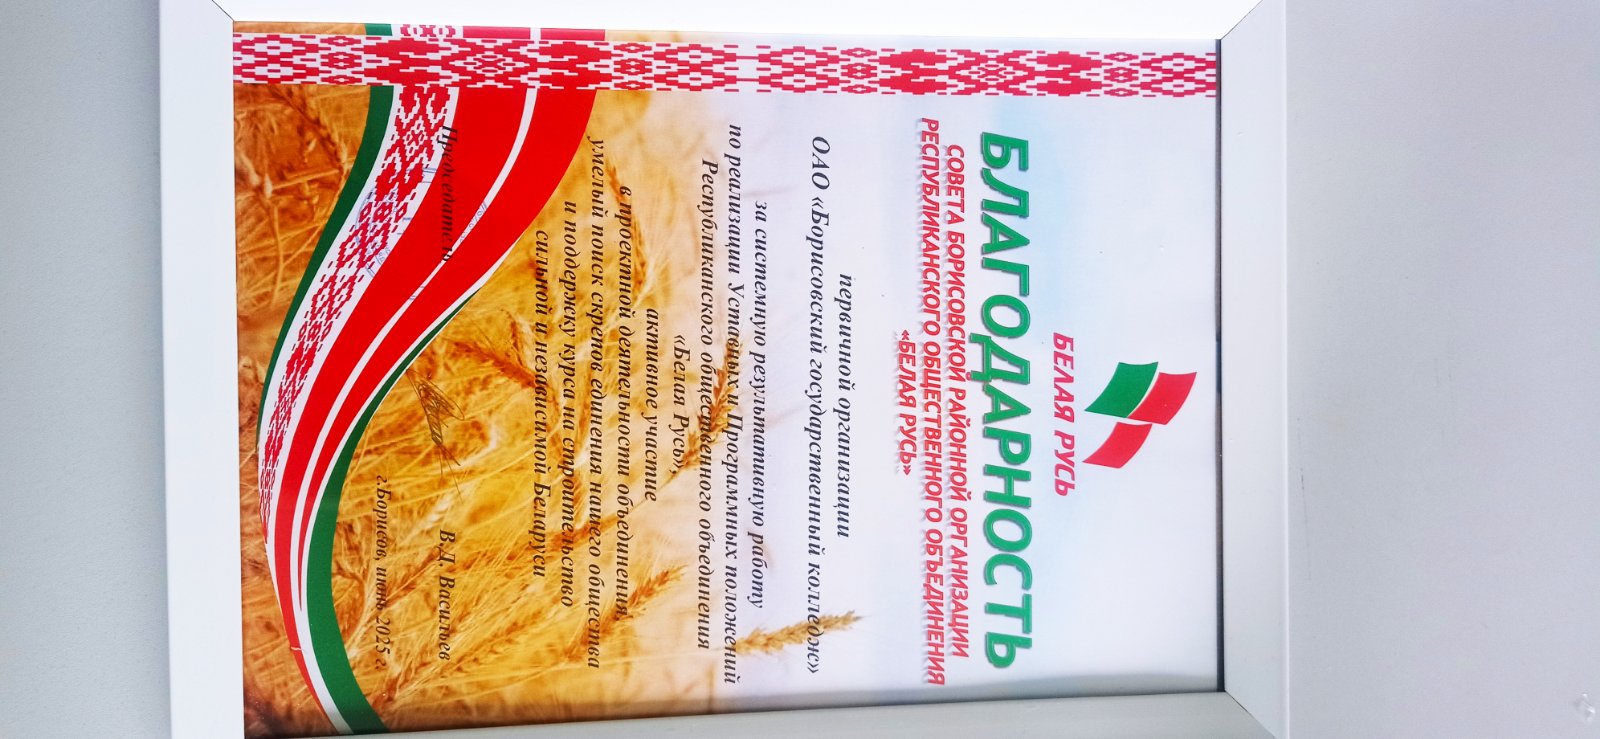 БЕЛАЯ РУСЬ
БЛАГОДАРНОСТЬ
СОВЕТА БОРИСОВСКОЙ РАЙОННОЙ ОРГАНИЗАЦИИ
РЕСПУБЛИКАНСКОГО ОБЩЕСТВЕННОГО ОБЪЕДИНЕНИЯ
«БЕЛАЯ РУСЬ»
первичной организации
ОАО «Борисовский государственный колледж»
за системную результативную работу
по реализации Уставных и Программных положений
Республиканского общественного объединения
«Белая Русь»,
активное участие
в проектной деятельности объединения,
умелый поиск скрепов единения нашего общества
и поддержку курса на строительство
сильной и независимой Беларуси
Председатель В.Д. Васильев
г.Борисов, июнь 2025 г.